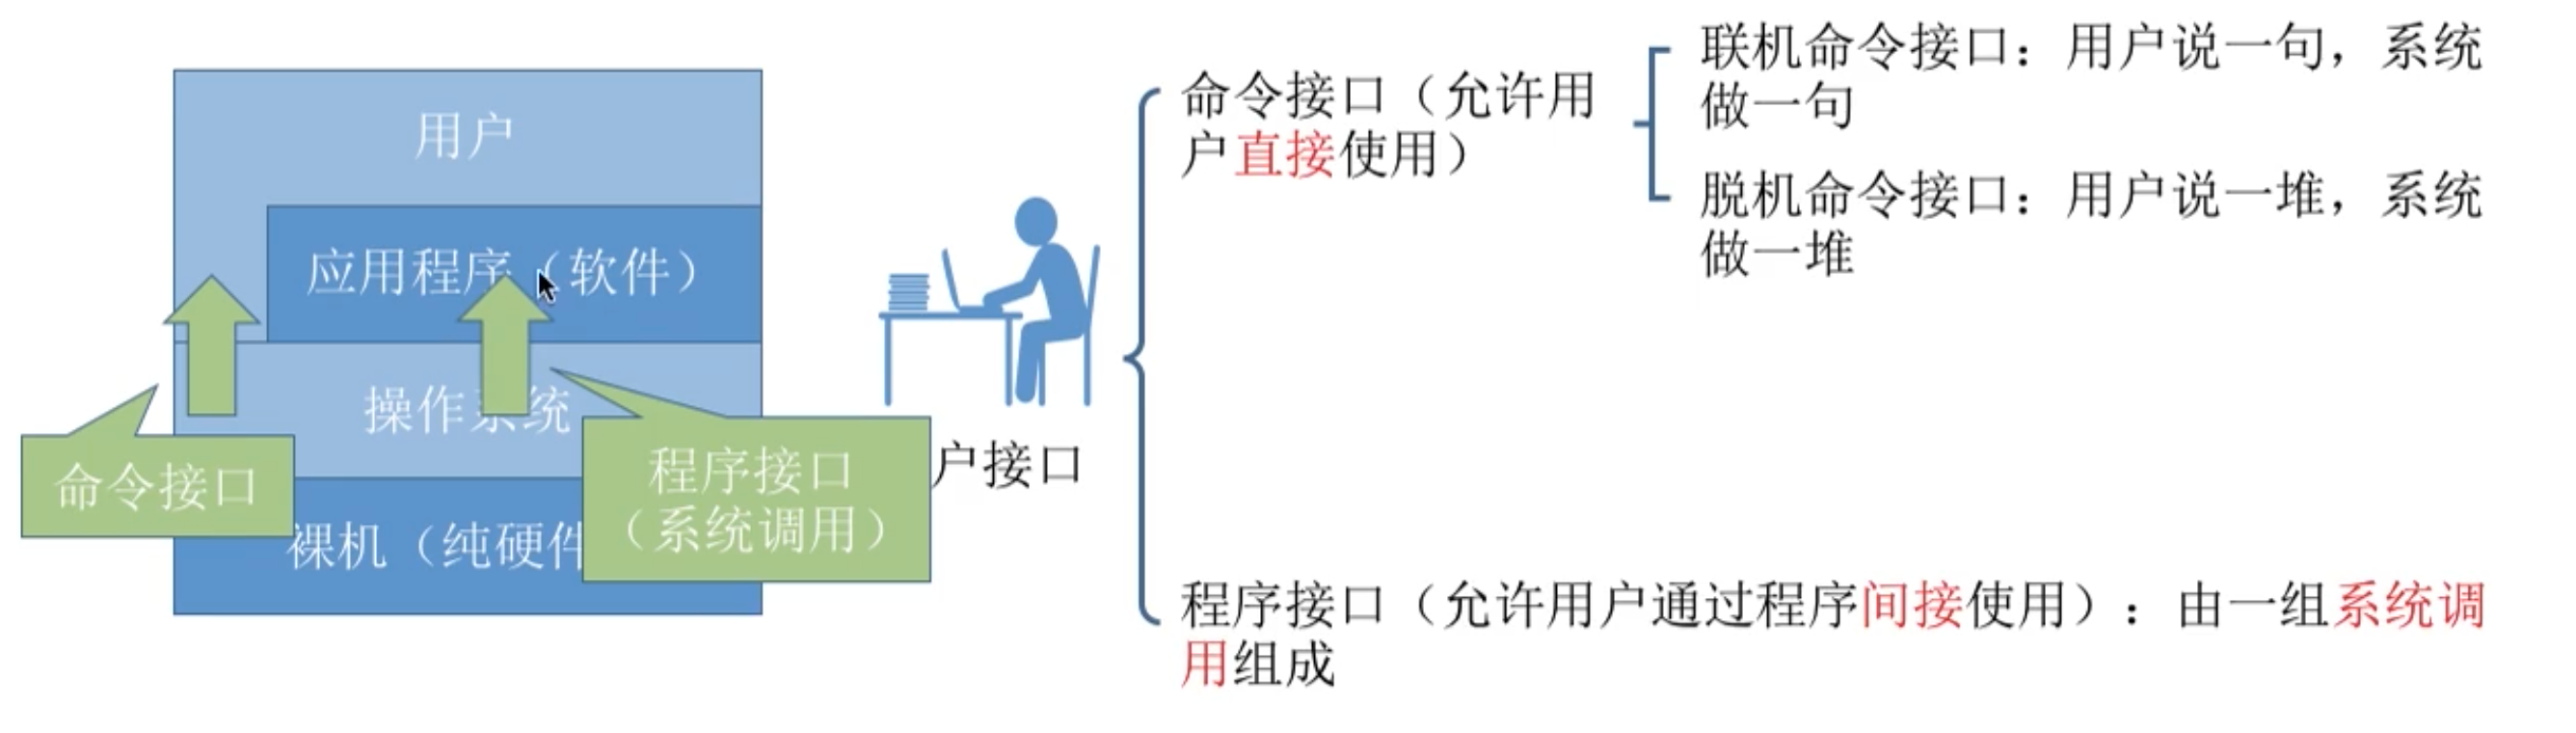 用户
应用程序（软件）
操作系统
裸机（纯硬件
命令接口
程序接口
（系统调用）
户接口
命令接口（允许用
户直接使用）
联机命令接口：用户说一句，系统
做一句
脱机命令接口：用户说一堆，系统
做一堆
程序接口（允许用户通过程序间接使用）：由一组系统调
用组成